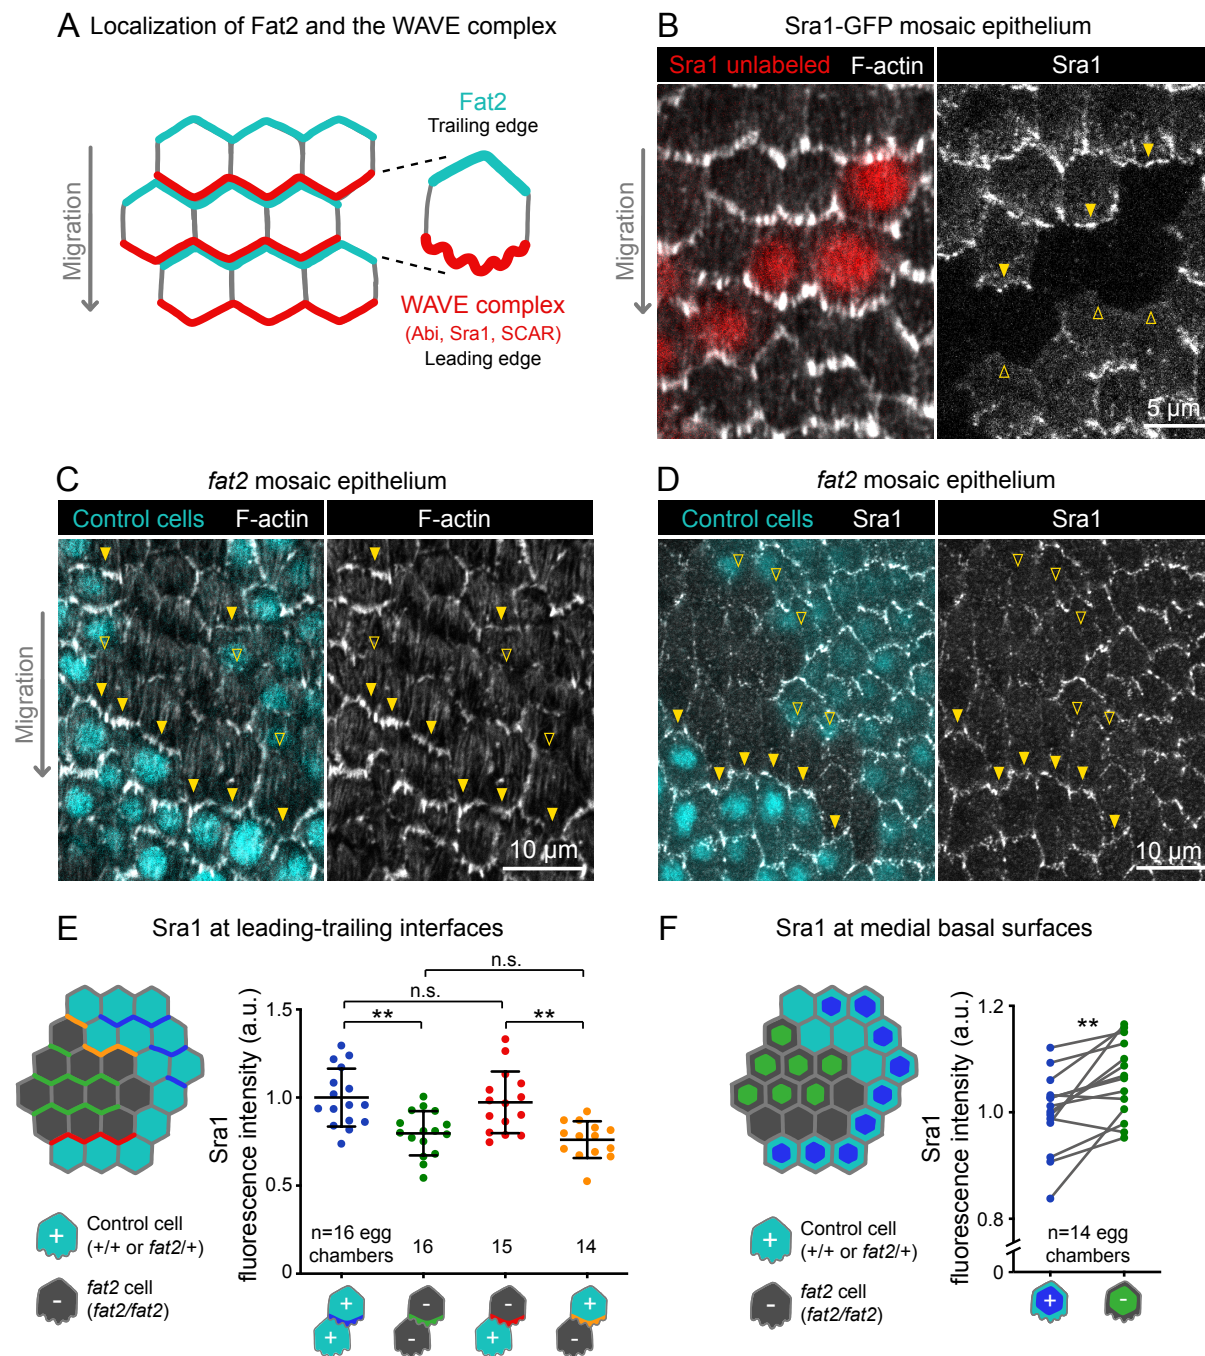 A Localization of Fat2 and the WAVE complex
Fat2
Trailing edge
Migration
WAVE complex
(Abi, Sra1, SCAR)
Leading edge
B Sra1-GFP mosaic epithelium
Sra1 unlabeled F-actin
Sra1
Migration
5 µm
C fat2 mosaic epithelium
Control cells F-actin
F-actin
Migration
10 µm
D fat2 mosaic epithelium
Control cells Sra1
Sra1
10 µm
E Sra1 at leading-trailing interfaces
Sra1
fluorescence intensity (a.u.)
1.5
1.0
0.5
0
n.s.
n.s.
**
**
n=16 egg
chambers
16
15
14
+
Control cell
(+/+ or fat2/+)
-
fat2 cell
(fat2/fat2)
+
+
-
-
-
+
+
-
F Sra1 at medial basal surfaces
Sra1
fluorescence intensity (a.u.)
1.2
1.0
0.8
0
**
n=14 egg
chambers
+
Control cell
(+/+ or fat2/+)
-
fat2 cell
(fat2/fat2)
+
-